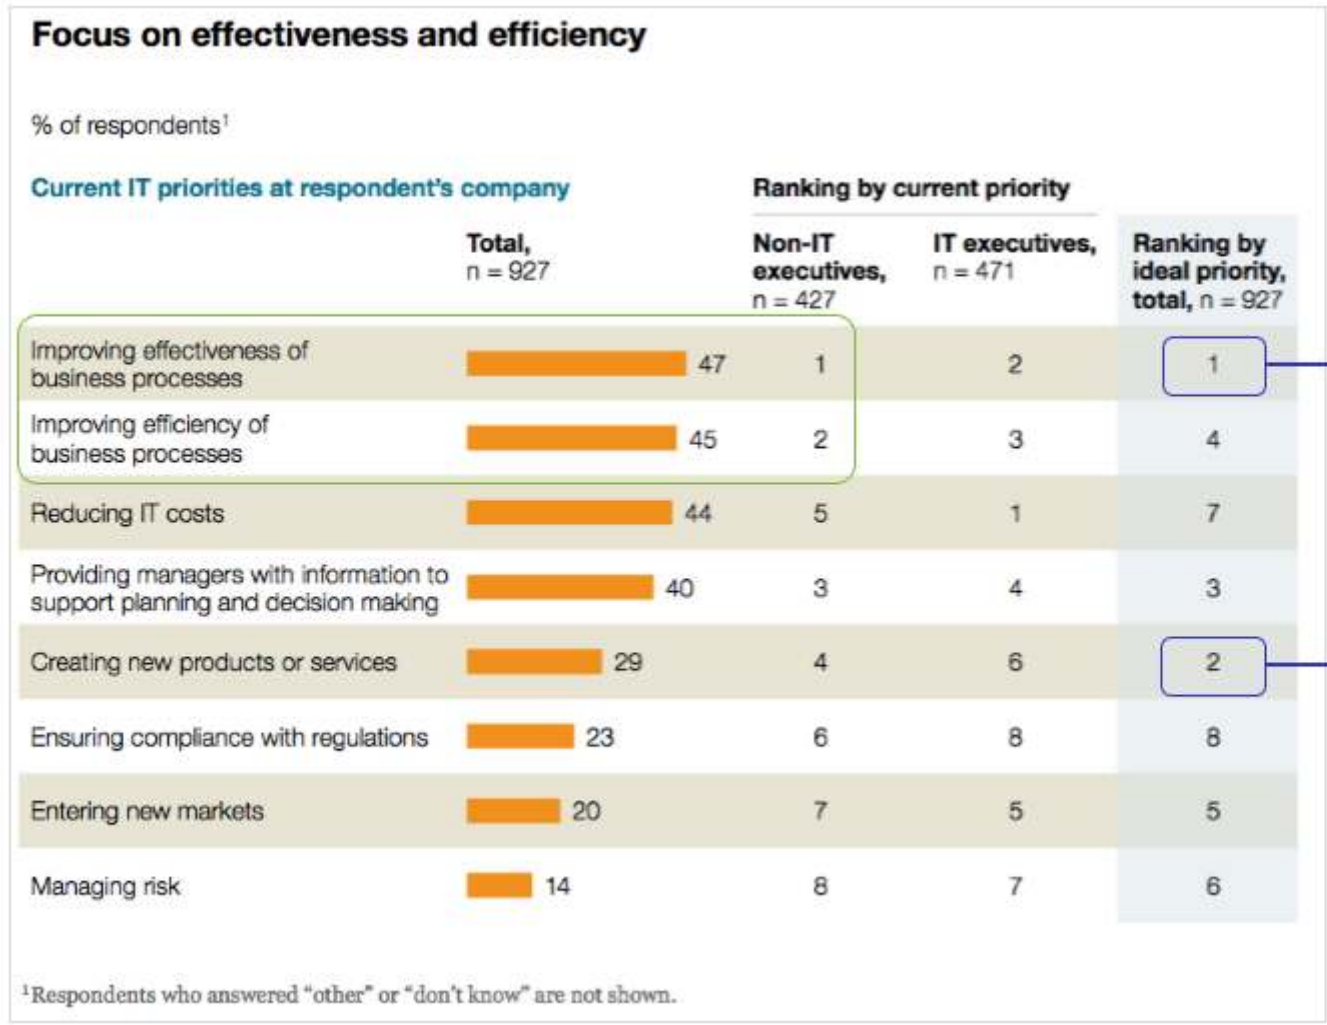 Focus on effectiveness and efficiency
% of respondents¹
Current IT priorities at respondent's company
Ranking by current priority
Total,
n = 927
Non-IT
executives,
n = 427
IT executives,
n = 471
Ranking by
ideal priority,
total, n = 927
Improving effectiveness of
business processes
47 1 2 1
Improving efficiency of
business processes
45 2 3 4
Reducing IT costs 44 5 1 7
Providing managers with information to
support planning and decision making
40 3 4 3
Creating new products or services 29 4 6 2
Ensuring compliance with regulations 23 6 8 8
Entering new markets 20 7 5 5
Managing risk 14 8 7 6
¹Respondents who answered “other” or “don't know” are not shown.